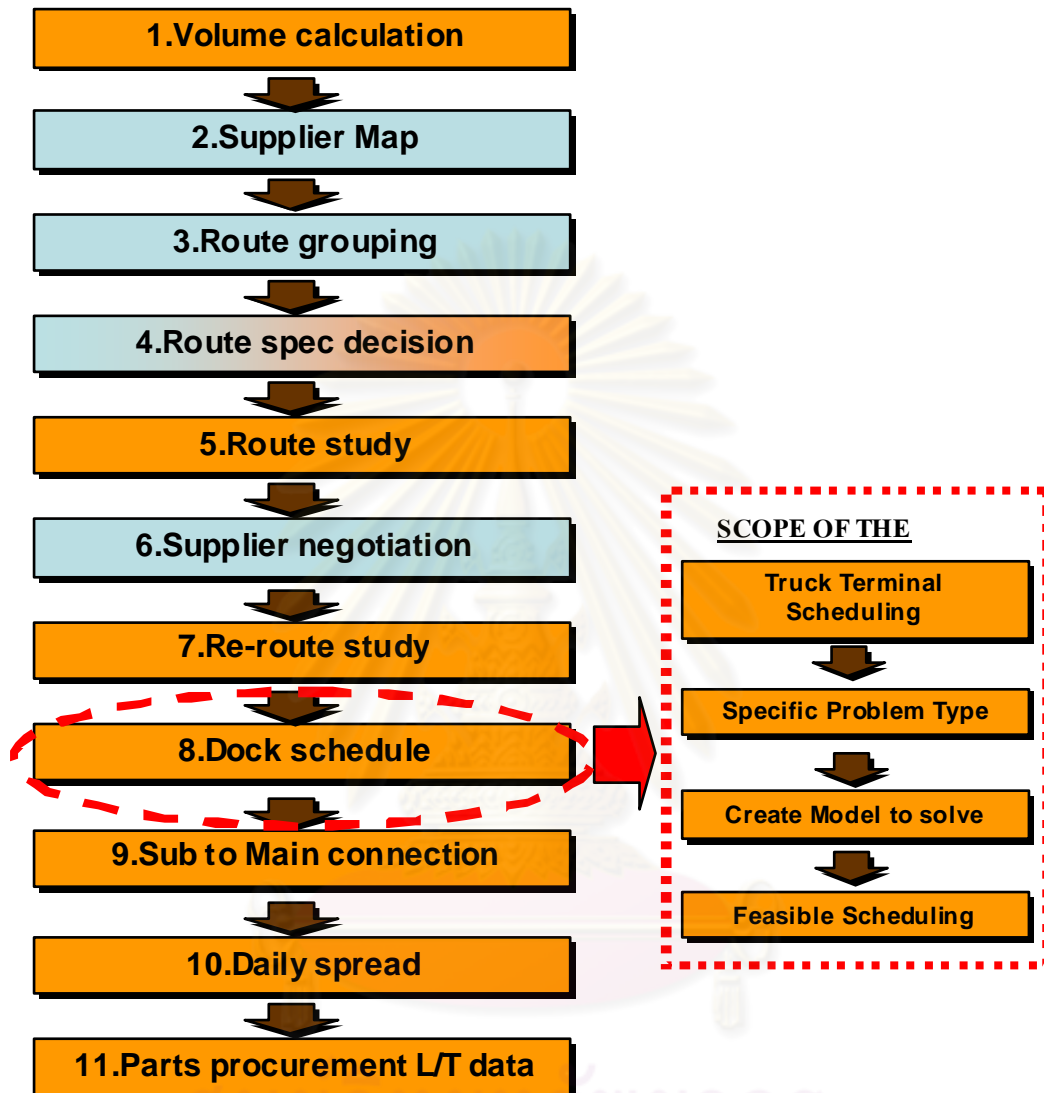 1.Volume calculation
2.Supplier Map
3.Route grouping
4.Route spec decision
5.Route study
6.Supplier negotiation
7.Re-route study
8.Dock schedule
9.Sub to Main connection
10.Daily spread
11.Parts procurement L/T data
SCOPE OF THE
Truck Terminal
Scheduling
Specific Problem Type
Create Model to solve
Feasible Scheduling